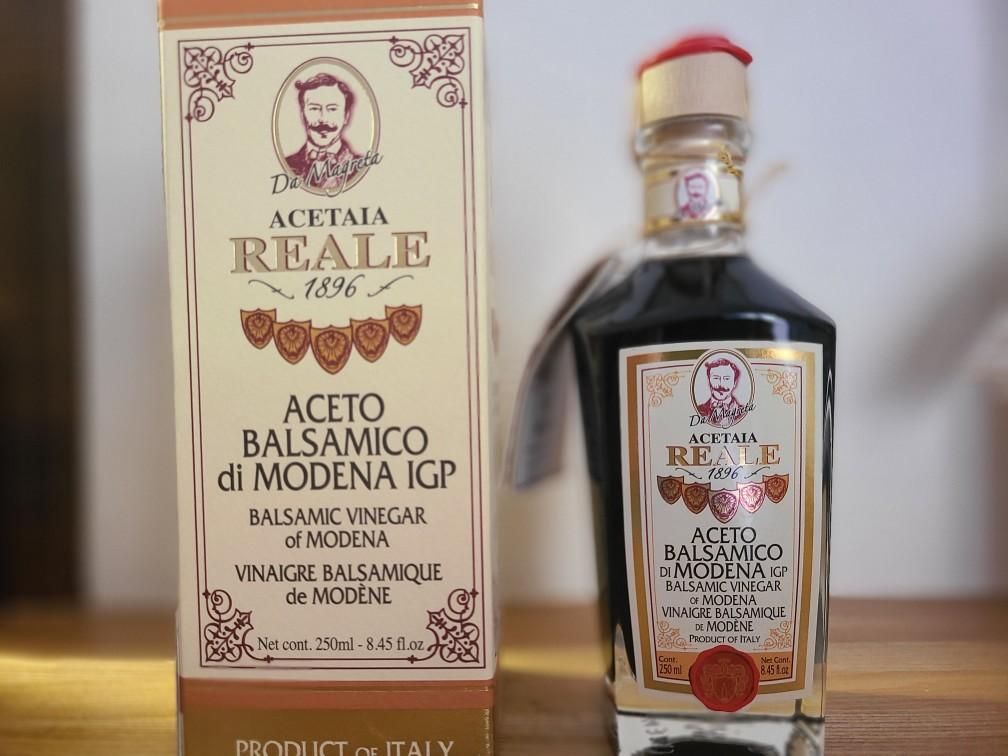 Da Magreta
ACETAIA
REALE
1896
ACETO
BALSAMICO
di MODENA IGP
BALSAMIC VINEGAR
of MODENA
VINAIGRE BALSAMIQUE
de MODÈNE
Net cont. 250ml - 8.45 fl.oz
PRODUCT OF ITALY
Da Magreta
ACETAIA
REALE
1896
ACETO
BALSAMICO
DI MODENA IGP
BALSAMIC VINEGAR
OF MODENA
VINAIGRE BALSAMIQUE
DE MODÈNE
PRODUCT OF ITALY
Cont.
250 ml
Net Cont.
8.45 fl.oz